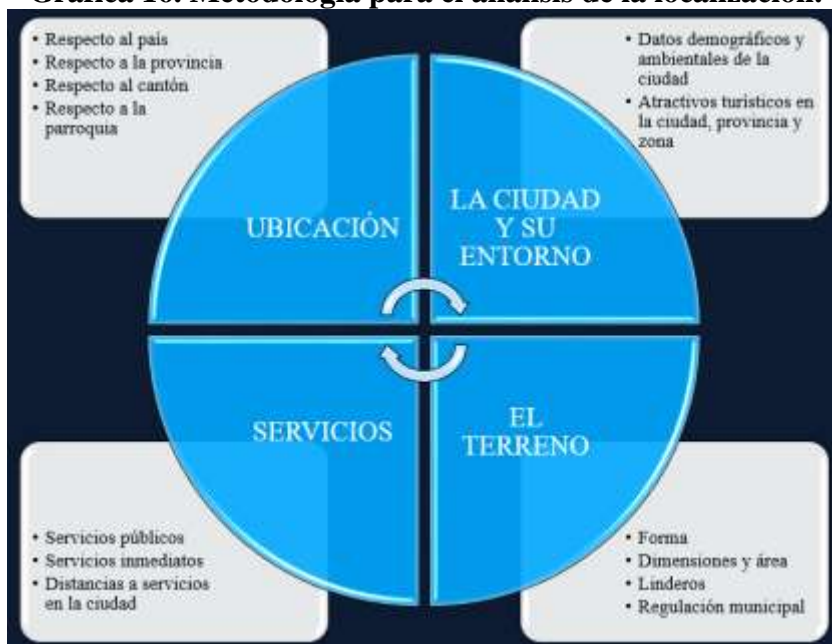 Gráfica 10. Metodología para el análisis de la localización.
• Respecto al país
• Respecto a la provincia
• Respecto al cantón
• Respecto a la
parroquia
• Datos demográficos y
ambientales de la
ciudad
• Atractivos turísticos en
la ciudad, provincia y
zona
UBICACIÓN
LA CIUDAD
Y SU
ENTORNO
SERVICIOS
EL
TERRENO
• Servicios públicos
• Servicios inmediatos
• Distancias a servicios
en la ciudad
• Forma
• Dimensiones y área
• Linderos
• Regulación municipal